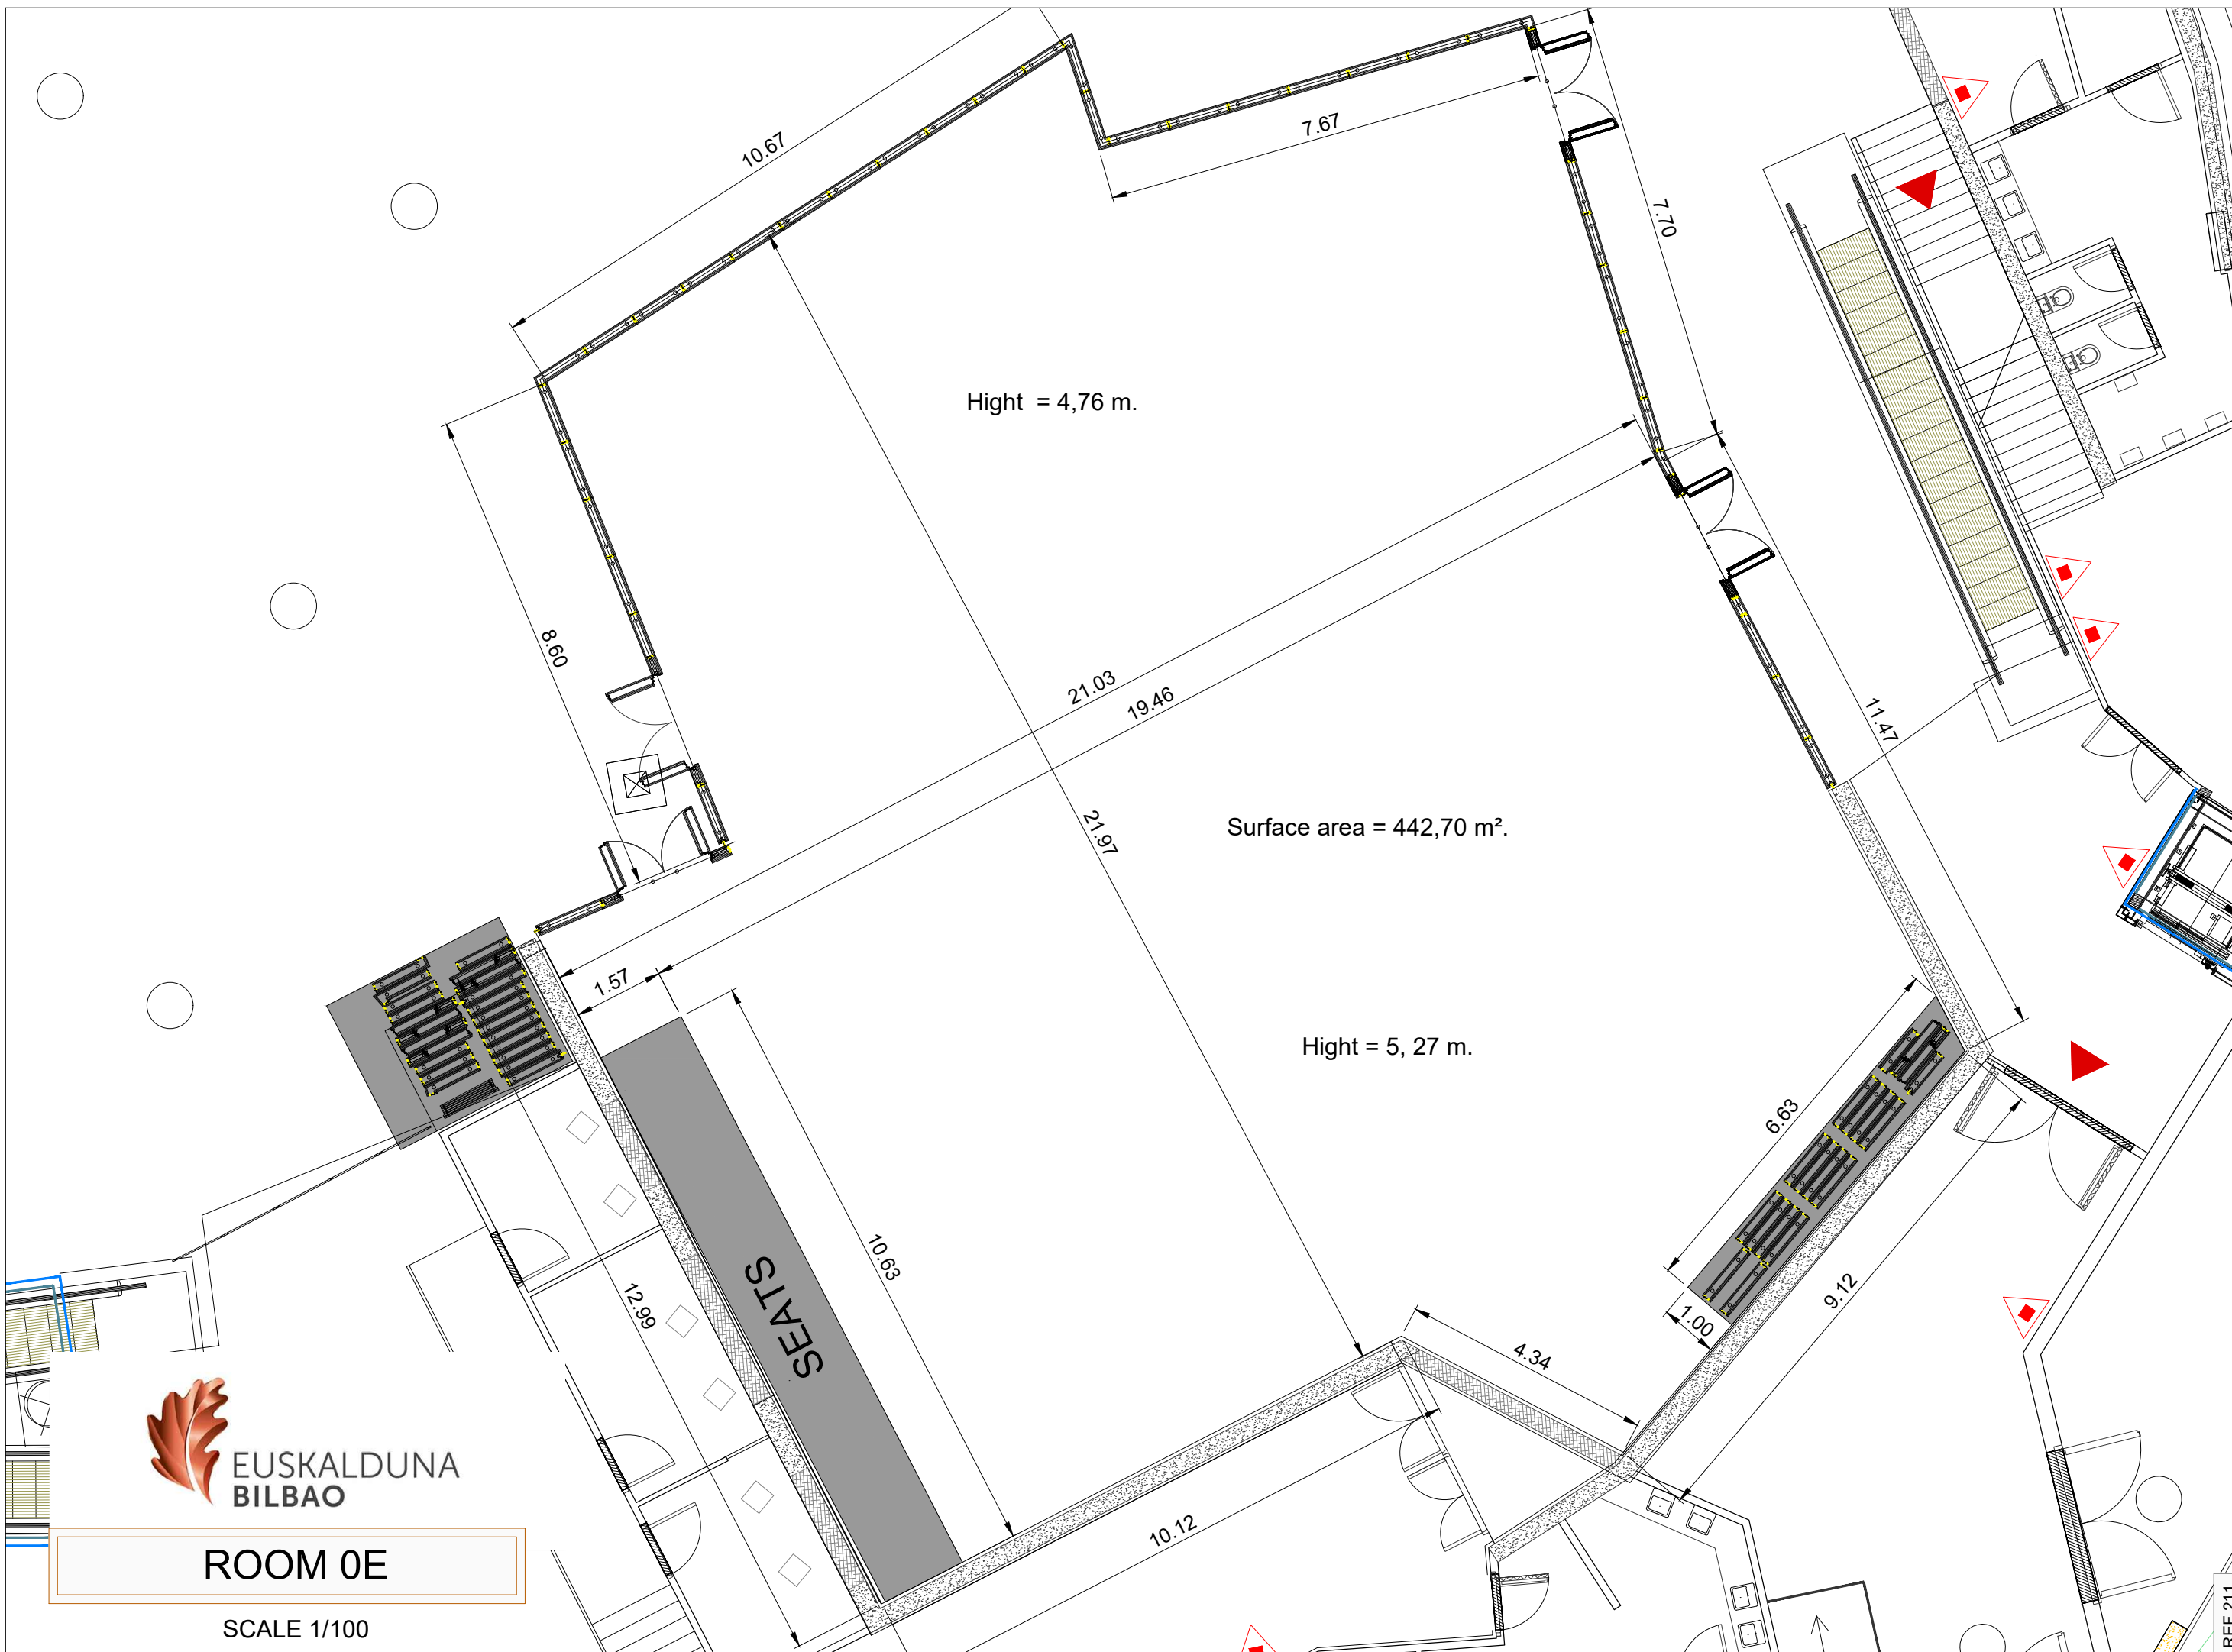 10.67
7.67
7.70
Hight = 4,76 m.
8.60
21.03
19.46
11.47
21.97
Surface area = 442,70 m².
1.57
Hight = 5, 27 m.
6.63
10.63
12.99
SEATS
1.00
9.12
4.34
10.12
EUSKALDUNA
BILBAO
ROOM 0E
SCALE 1/100
REF 211